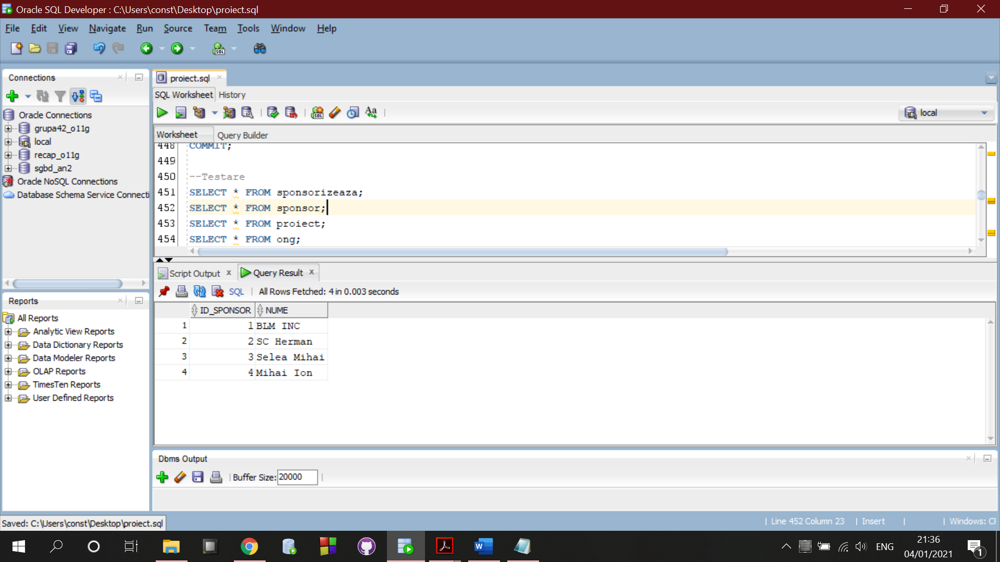 Oracle SQL Developer : C:\Users\const\Desktop\proiect.sql
File Edit View Navigate Run Source Team Tools Window Help
Connections
Oracle Connections
grupa42_o11g
local
recap_o11g
sgbd_an2
Oracle NoSQL Connections
Database Schema Service Connecti
Reports
All Reports
Analytic View Reports
Data Dictionary Reports
Data Modeler Reports
OLAP Reports
TimesTen Reports
User Defined Reports
proiect.sql
SQL Worksheet History
local
Worksheet Query Builder
448 COMMIT;
449
450 --Testare
451 SELECT * FROM sponsorizeaza;
452 SELECT * FROM sponsor;
453 SELECT * FROM proiect;
454 SELECT * FROM ong;
Script Output x Query Result x
SQL | All Rows Fetched: 4 in 0.003 seconds
ID_SPONSOR NUME
1 1 BLM INC
2 2 SC Herman
3 3 Selea Mihai
4 4 Mihai Ion
Dbms Output
Buffer Size: 20000
Saved: C:\Users\const\Desktop\proiect.sql
Line 452 Column 23 | Insert | | Windows: CR
ENG
21:36
04/01/2021
1